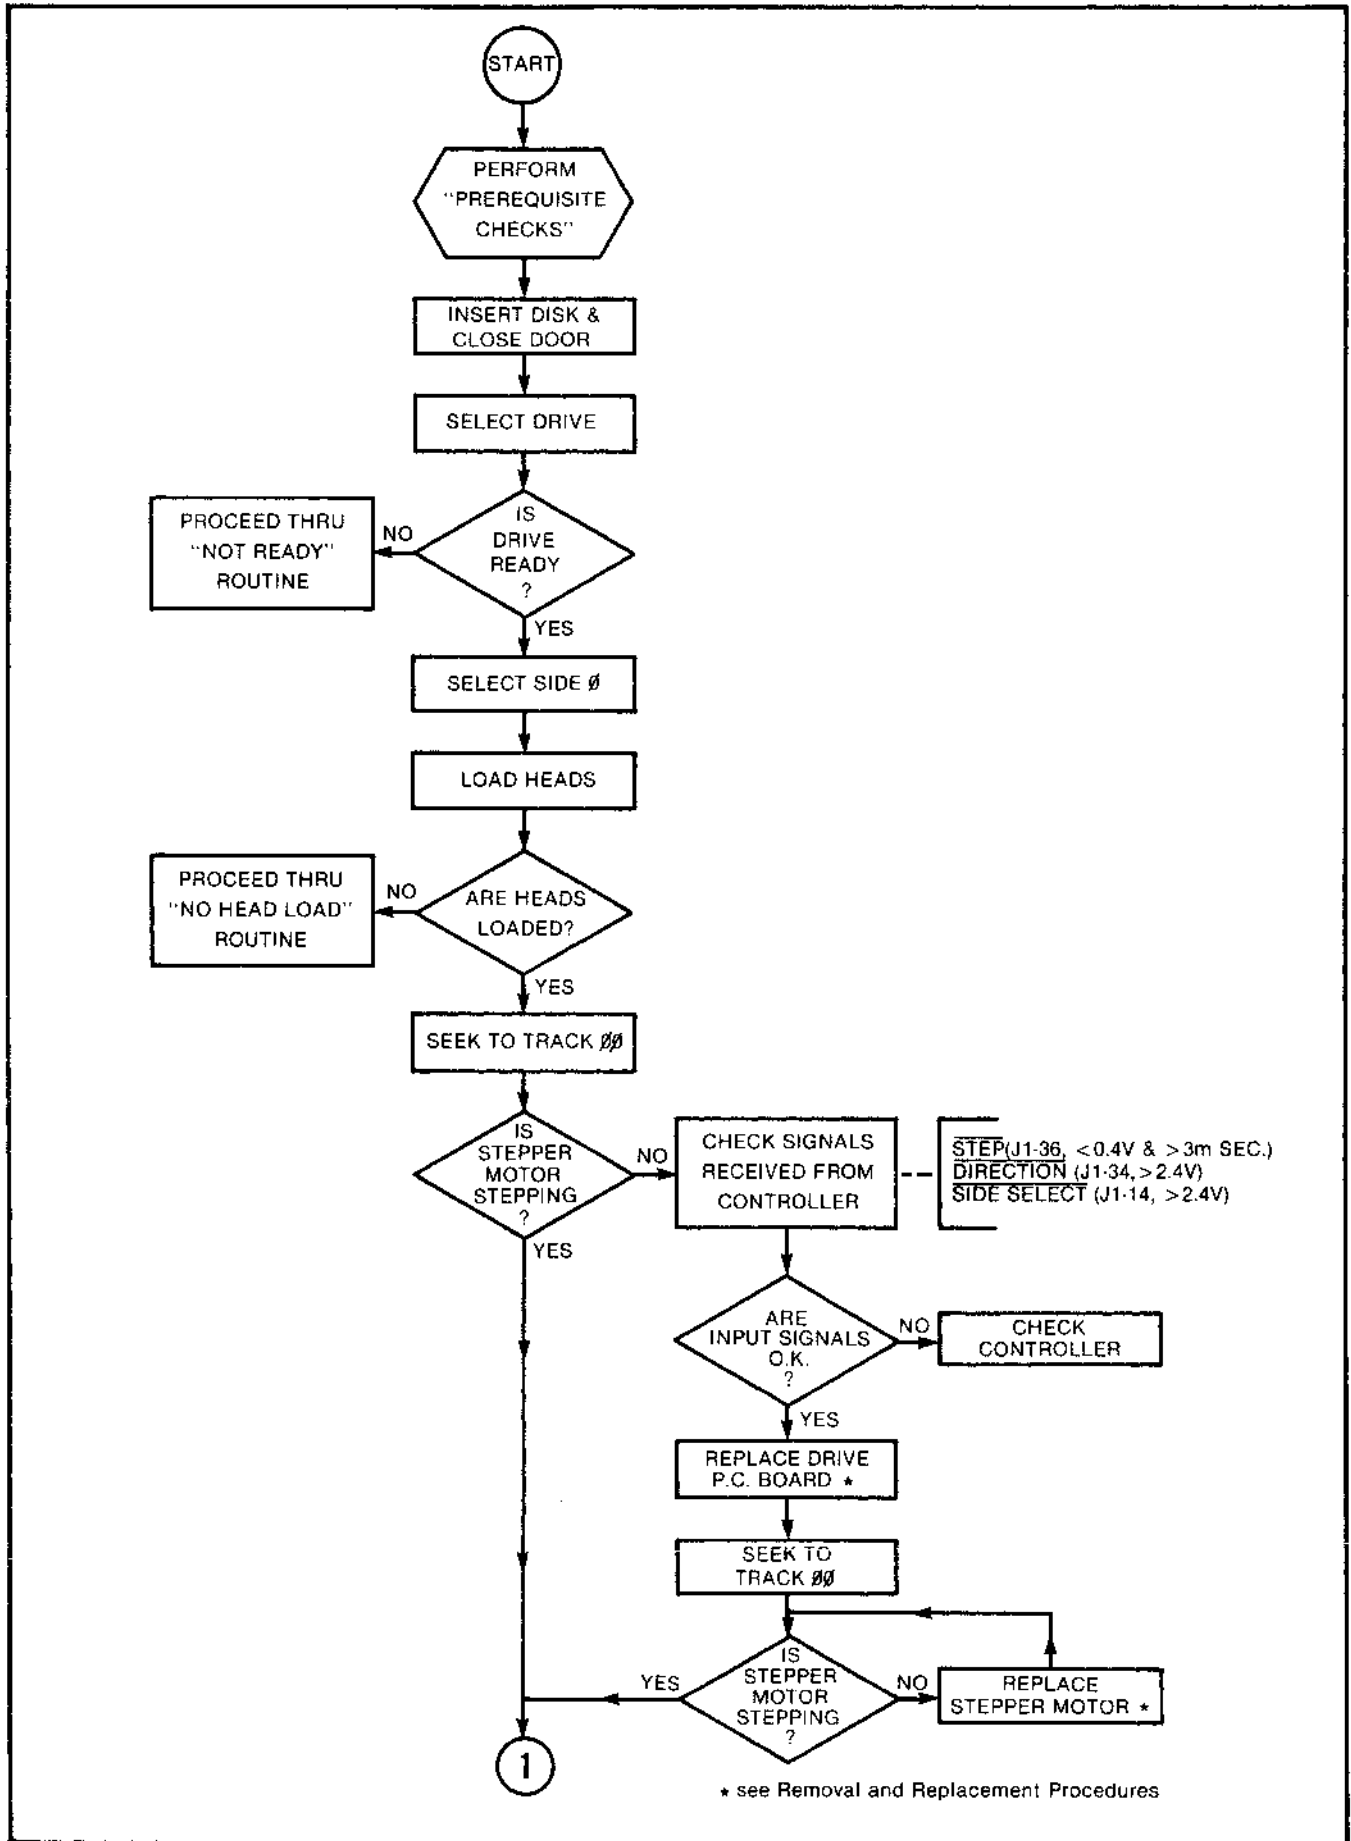 START
PERFORM
"PREREQUISITE
CHECKS"
INSERT DISK &
CLOSE DOOR
SELECT DRIVE
IS
DRIVE
READY
?
NO
PROCEED THRU
"NOT READY"
ROUTINE
YES
SELECT SIDE Ø
LOAD HEADS
ARE HEADS
LOADED?
NO
PROCEED THRU
"NO HEAD LOAD"
ROUTINE
YES
SEEK TO TRACK ØØ
IS
STEPPER
MOTOR
STEPPING
?
NO
CHECK SIGNALS
RECEIVED FROM
CONTROLLER
STEP(J1-36, <0.4V & >3m SEC.)
DIRECTION (J1-34,>2.4V)
SIDE SELECT (J1-14, >2.4V)
YES
ARE
INPUT SIGNALS
O.K.
?
NO
CHECK
CONTROLLER
YES
REPLACE DRIVE
P.C. BOARD *
SEEK TO
TRACK ØØ
IS
STEPPER
MOTOR
STEPPING
?
YES
NO
REPLACE
STEPPER MOTOR *
1
* see Removal and Replacement Procedures